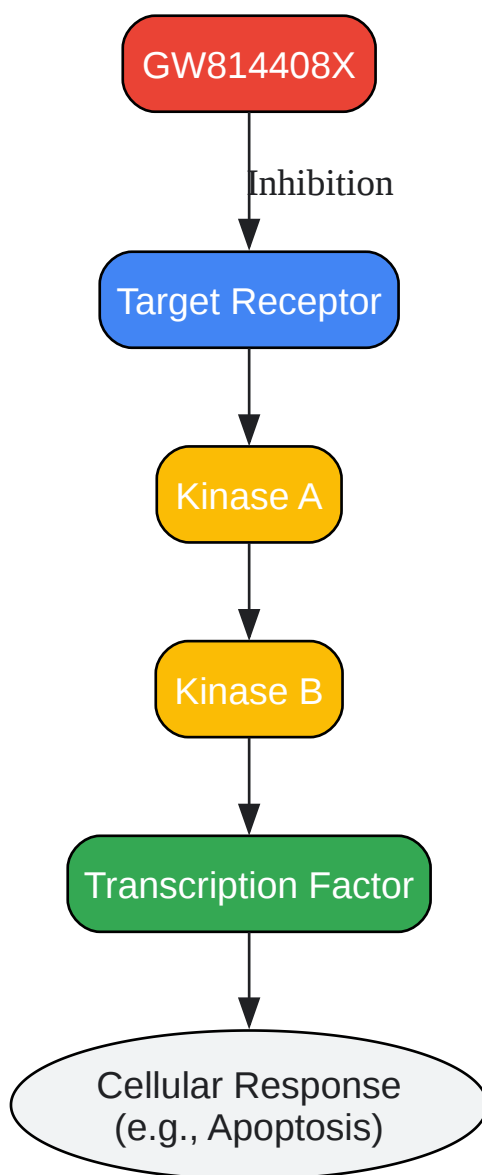 GW814408X
Inhibition
Target Receptor
Kinase A
Kinase B
Transcription Factor
Cellular Response
(e.g., Apoptosis)